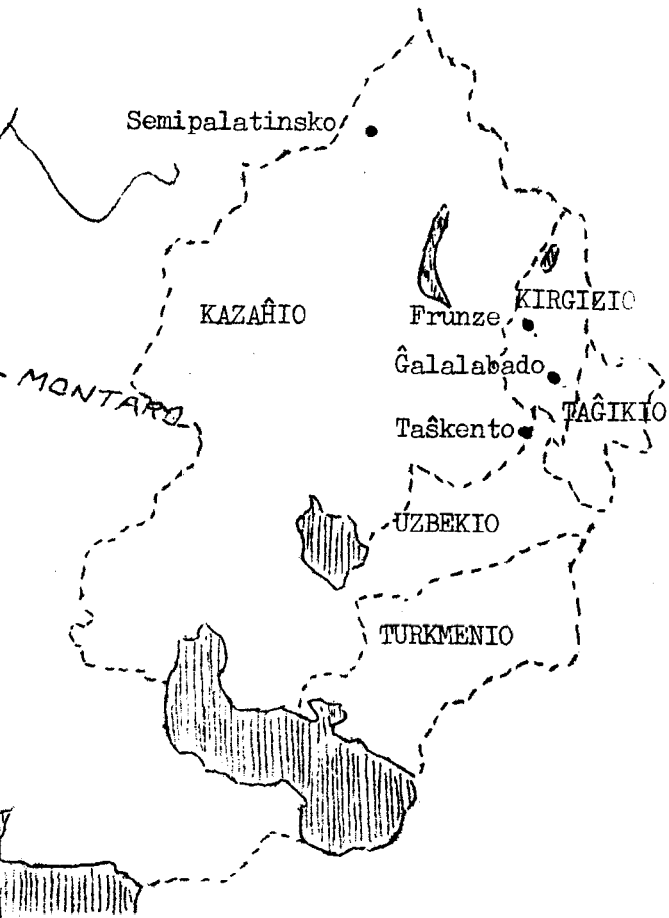 Semipalatinsko
KAZAĤIO
KIRGIZIO
Frunze
Ĝalalabado
- MONTARO
TAĜIKIO
Taŝkento
UZBEKIO
TURKMENIO